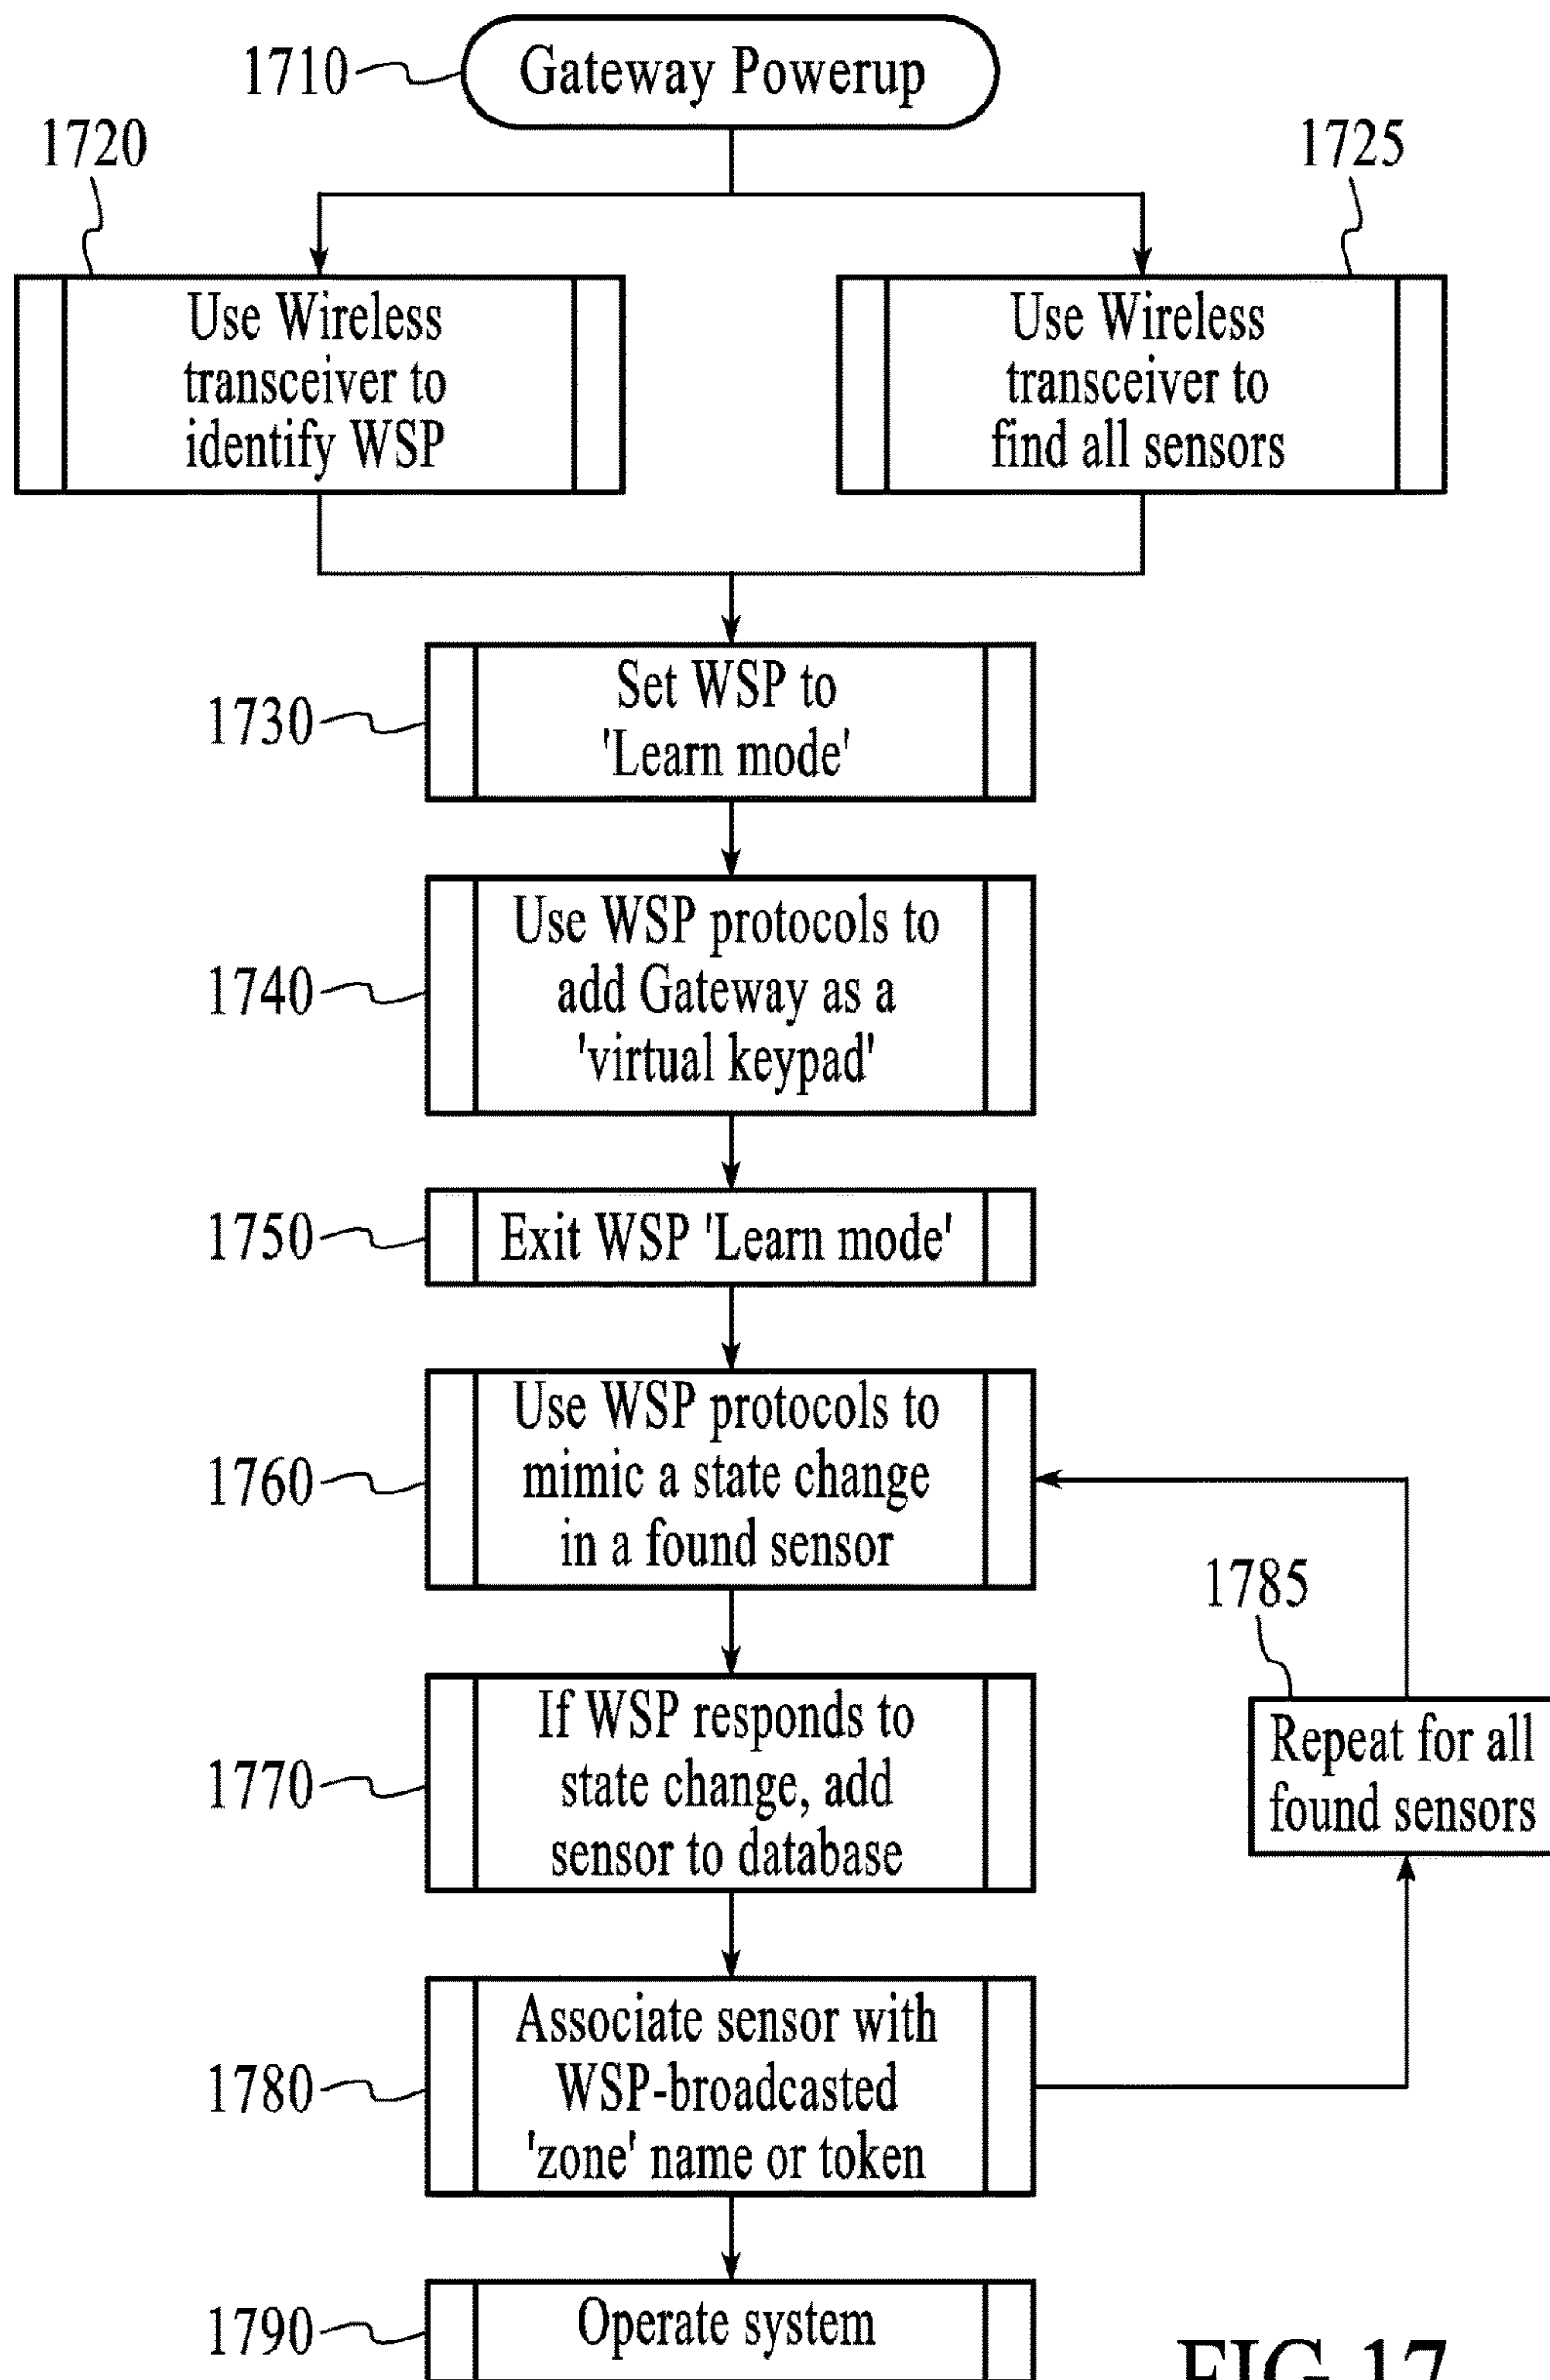 1710
Gateway Powerup
1720
1725
Use Wireless
transceiver to
identify WSP
Use Wireless
transceiver to
find all sensors
1730
Set WSP to
'Learn mode'
1740
Use WSP protocols to
add Gateway as a
'virtual keypad'
1750
Exit WSP 'Learn mode'
1760
Use WSP protocols to
mimic a state change
in a found sensor
1785
Repeat for all
found sensors
1770
If WSP responds to
state change, add
sensor to database
1780
Associate sensor with
WSP-broadcasted
'zone' name or token
1790
Operate system
FIG 17